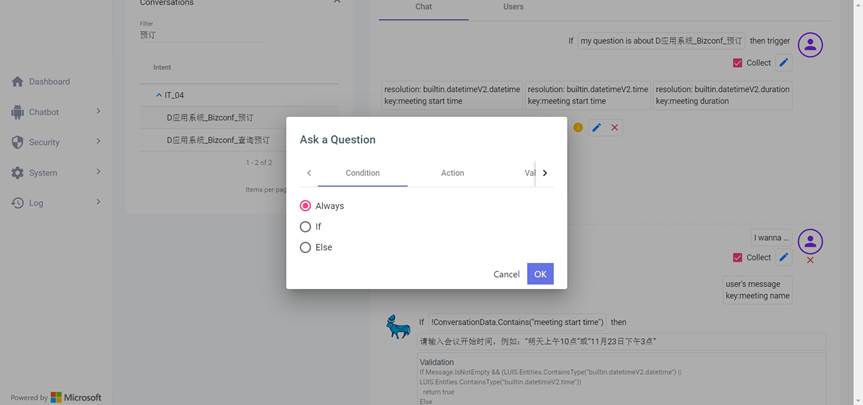 Conversations
Filter
预订
Intent
IT_04
D应用系统_Bizconf_预订
D应用系统_Bizconf_查询预订
1 - 2 of 2
Items per pag
Dashboard
Chatbot
Security
System
Log
Powered by Microsoft
Chat
Users
If my question is about D应用系统_Bizconf_预订 then trigger
Collect
resolution: builtin.datetimeV2.datetime
key:meeting start time
resolution: builtin.datetimeV2.time
key:meeting start time
resolution: builtin.datetimeV2.duration
key:meeting duration
Ask a Question
Condition
Action
Val
Always
If
Else
Cancel
OK
I wanna ...
Collect
user's message
key:meeting name
If !ConversationData.Contains("meeting start time") then
请输入会议开始时间，例如：“明天上午10点”或“11月23日下午3点”
Validation
If Message.IsNotEmpty && (LUIS.Entities.ContainsType("builtin.datetimeV2.datetime") ||
LUIS.Entities.ContainsType("builtin.datetimeV2.time"))
return true
Else